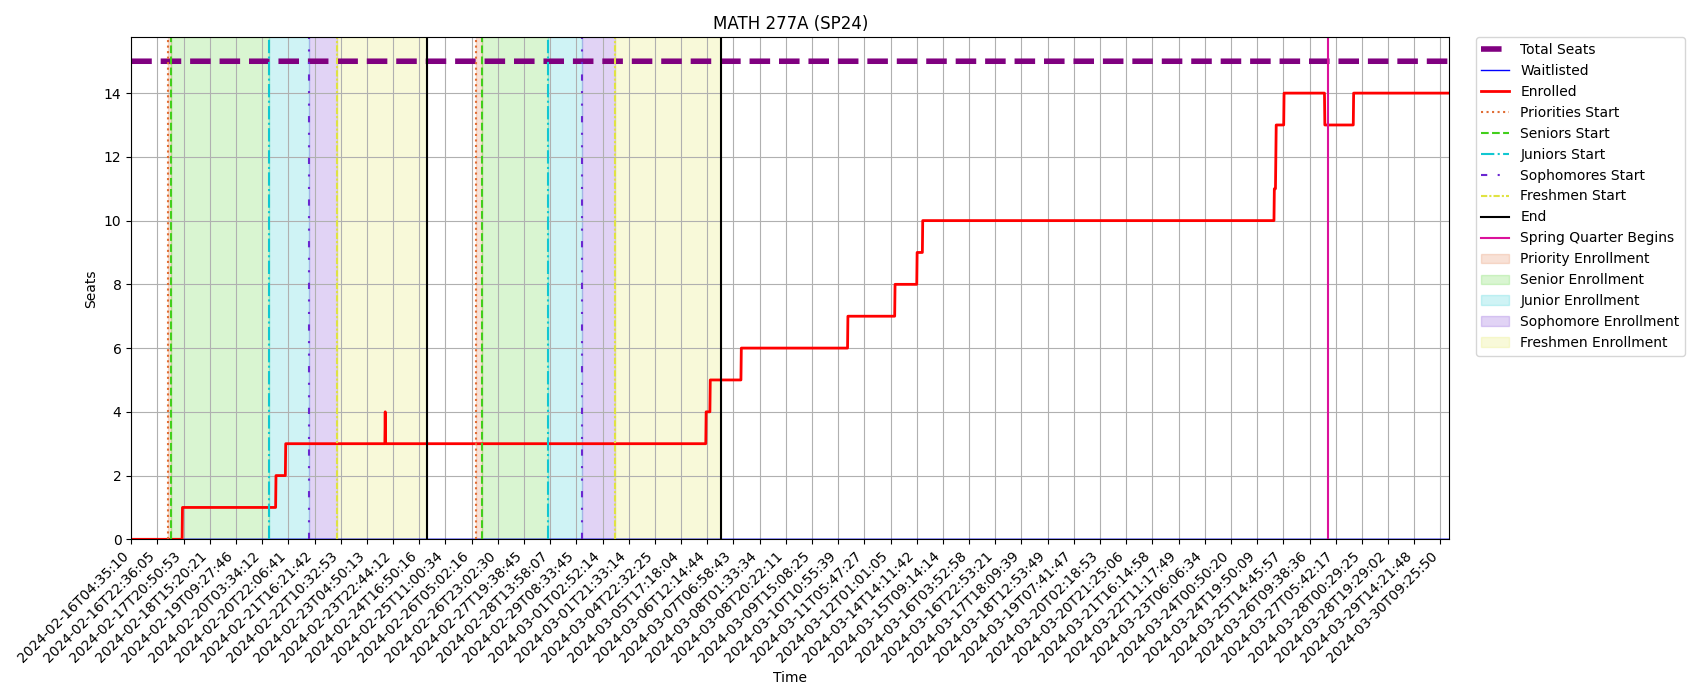 MATH 277A (SP24)
Seats
14
12
10
8
6
4
2
0
2024-02-16T04:35:10
2024-02-16T22:36:05
2024-02-17T20:50:53
2024-02-18T15:20:21
2024-02-19T09:27:46
2024-02-20T03:34:12
2024-02-20T22:06:41
2024-02-21T16:21:42
2024-02-22T10:32:53
2024-02-23T04:50:13
2024-02-23T22:44:12
2024-02-24T16:50:16
2024-02-25T11:00:34
2024-02-26T05:02:16
2024-02-26T23:02:30
2024-02-27T19:38:45
2024-02-28T13:58:07
2024-02-29T08:33:45
2024-03-01T02:52:14
2024-03-01T21:33:14
2024-03-04T22:32:25
2024-03-05T17:18:04
2024-03-06T12:14:44
2024-03-07T06:58:43
2024-03-08T01:33:34
2024-03-08T20:22:11
2024-03-09T15:08:25
2024-03-10T10:55:39
2024-03-11T05:47:27
2024-03-12T01:01:05
2024-03-14T14:11:42
2024-03-15T09:14:14
2024-03-16T03:52:58
2024-03-16T22:53:21
2024-03-17T18:09:39
2024-03-18T12:53:49
2024-03-19T07:41:47
2024-03-20T02:18:53
2024-03-20T21:25:06
2024-03-21T16:14:58
2024-03-22T11:17:49
2024-03-23T06:06:34
2024-03-24T00:50:20
2024-03-24T19:50:09
2024-03-25T14:45:57
2024-03-26T09:38:36
2024-03-27T05:42:17
2024-03-28T00:29:25
2024-03-28T19:29:02
2024-03-29T14:21:48
2024-03-30T09:25:50
Time
Total Seats
Waitlisted
Enrolled
Priorities Start
Seniors Start
Juniors Start
Sophomores Start
Freshmen Start
End
Spring Quarter Begins
Priority Enrollment
Senior Enrollment
Junior Enrollment
Sophomore Enrollment
Freshmen Enrollment